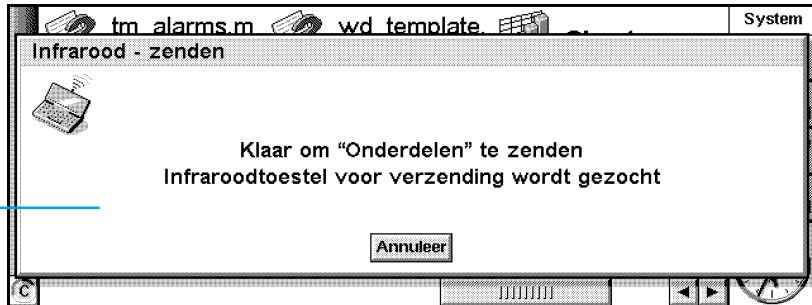 tm_alarms.m wd_template. System
Infrarood - zenden
Klaar om “Onderdelen” te zenden
Infraroodtoestel voor verzending wordt gezocht
Annuleer
C